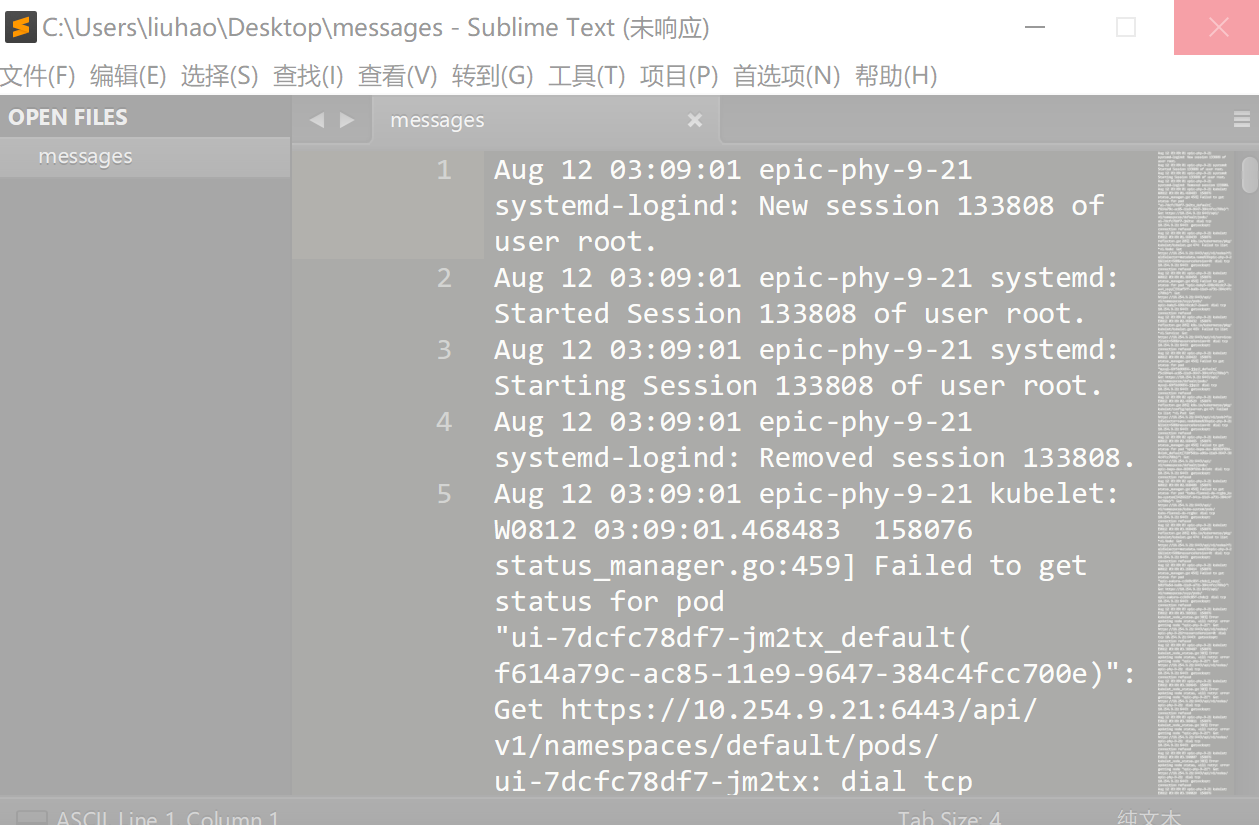 C:\Users\liuhao\Desktop\messages - Sublime Text (未响应)
文件(F) 编辑(E) 选择(S) 查找(I) 查看(V) 转到(G) 工具(T) 项目(P) 首选项(N) 帮助(H)
OPEN FILES
messages
messages
1 Aug 12 03:09:01 epic-phy-9-21
systemd-logind: New session 133808 of
user root.
2 Aug 12 03:09:01 epic-phy-9-21 systemd:
Started Session 133808 of user root.
3 Aug 12 03:09:01 epic-phy-9-21 systemd:
Starting Session 133808 of user root.
4 Aug 12 03:09:01 epic-phy-9-21
systemd-logind: Removed session 133808.
5 Aug 12 03:09:01 epic-phy-9-21 kubelet:
W0812 03:09:01.468483  158076
status_manager.go:459] Failed to get
status for pod
"ui-7dcfc78df7-jm2tx_default(
f614a79c-ac85-11e9-9647-384c4fcc700e)":
Get https://10.254.9.21:6443/api/
v1/namespaces/default/pods/
ui-7dcfc78df7-jm2tx: dial tcp
ASCII, Line 1, Column 1
Tab Size: 4
纯文本